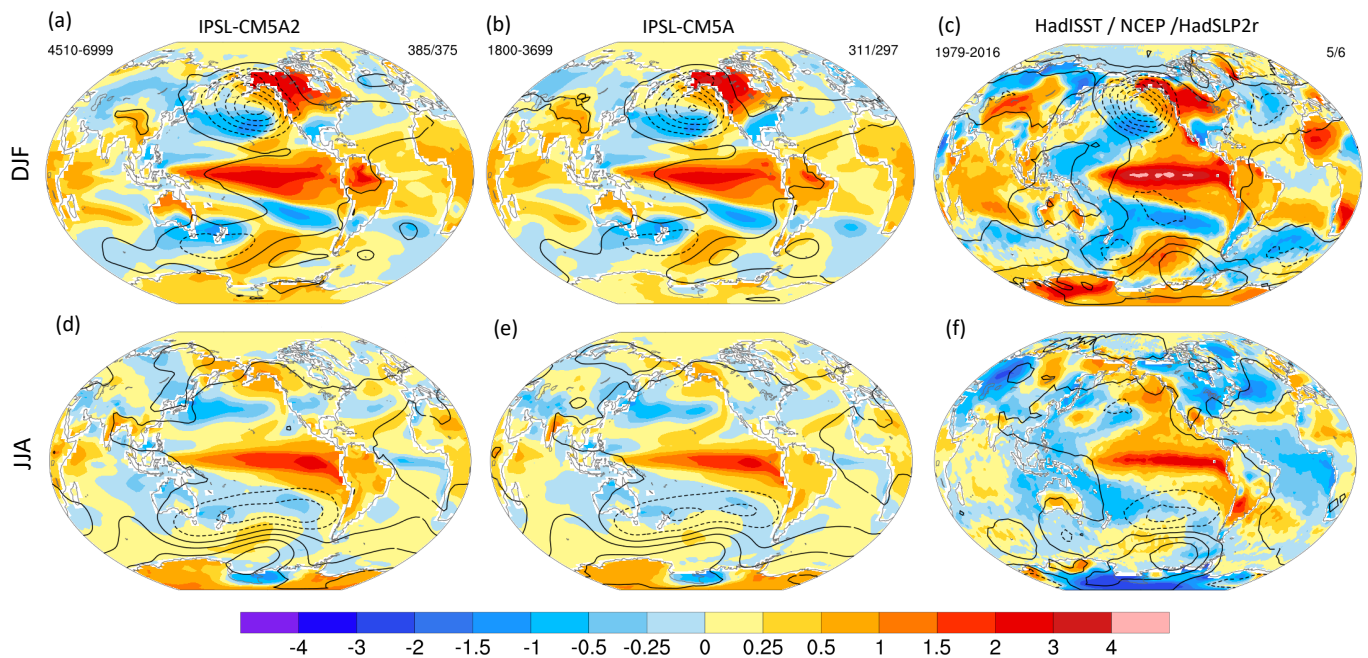 (a) IPSL-CM5A2
4510-6999 385/375
(b) IPSL-CM5A
1800-3699 311/297
(c) HadISST / NCEP /HadSLP2r
1979-2016 5/6
DJF
(d)
(e)
(f)
JJA
-4 -3 -2 -1.5 -1 -0.5 -0.25 0 0.25 0.5 1 1.5 2 3 4